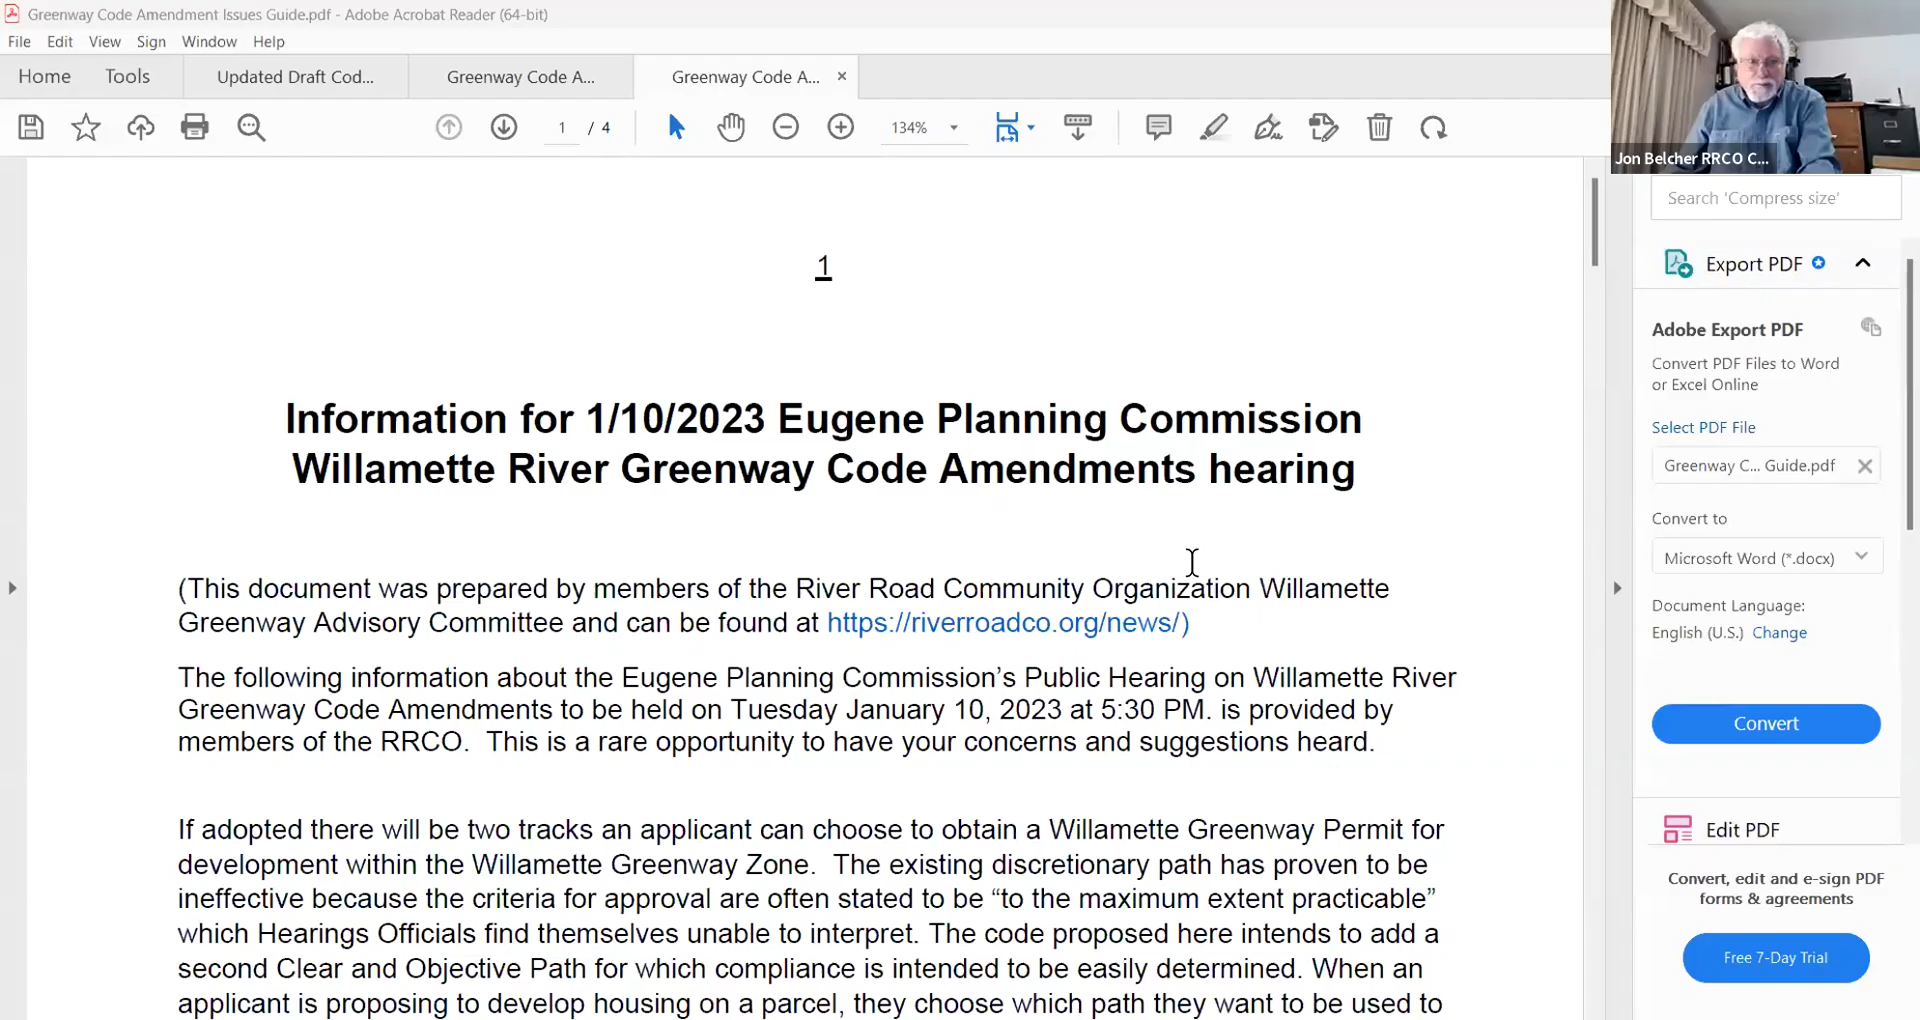 Greenway Code Amendment Issues Guide.pdf - Adobe Acrobat Reader (64-bit)
File Edit View Sign Window Help
Home Tools Updated Draft Cod... Greenway Code A... Greenway Code A... ×
1 / 4 134%
Jon Belcher RRCO C...
1
Information for 1/10/2023 Eugene Planning Commission
Willamette River Greenway Code Amendments hearing
(This document was prepared by members of the River Road Community Organization Willamette
Greenway Advisory Committee and can be found at https://riverroadco.org/news/)
The following information about the Eugene Planning Commission’s Public Hearing on Willamette River
Greenway Code Amendments to be held on Tuesday January 10, 2023 at 5:30 PM. is provided by
members of the RRCO.  This is a rare opportunity to have your concerns and suggestions heard.
If adopted there will be two tracks an applicant can choose to obtain a Willamette Greenway Permit for
development within the Willamette Greenway Zone.  The existing discretionary path has proven to be
ineffective because the criteria for approval are often stated to be “to the maximum extent practicable”
which Hearings Officials find themselves unable to interpret. The code proposed here intends to add a
second Clear and Objective Path for which compliance is intended to be easily determined. When an
applicant is proposing to develop housing on a parcel, they choose which path they want to be used to
Search 'Compress size'
Export PDF
Adobe Export PDF
Convert PDF Files to Word
or Excel Online
Select PDF File
Greenway C... Guide.pdf
Convert to
Microsoft Word (*.docx)
Document Language:
English (U.S.) Change
Convert
Edit PDF
Convert, edit and e-sign PDF
forms & agreements
Free 7-Day Trial